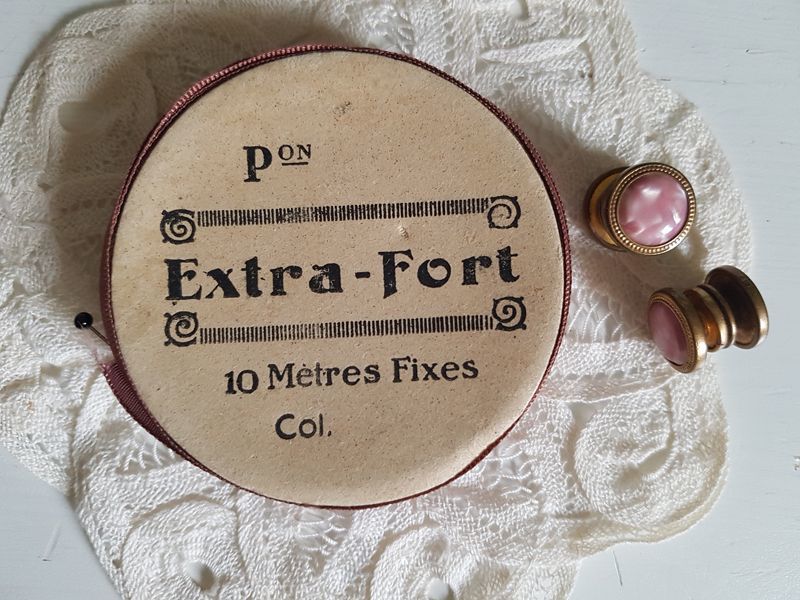 Pon
Extra-Fort
10 Mètres Fixes
Col.